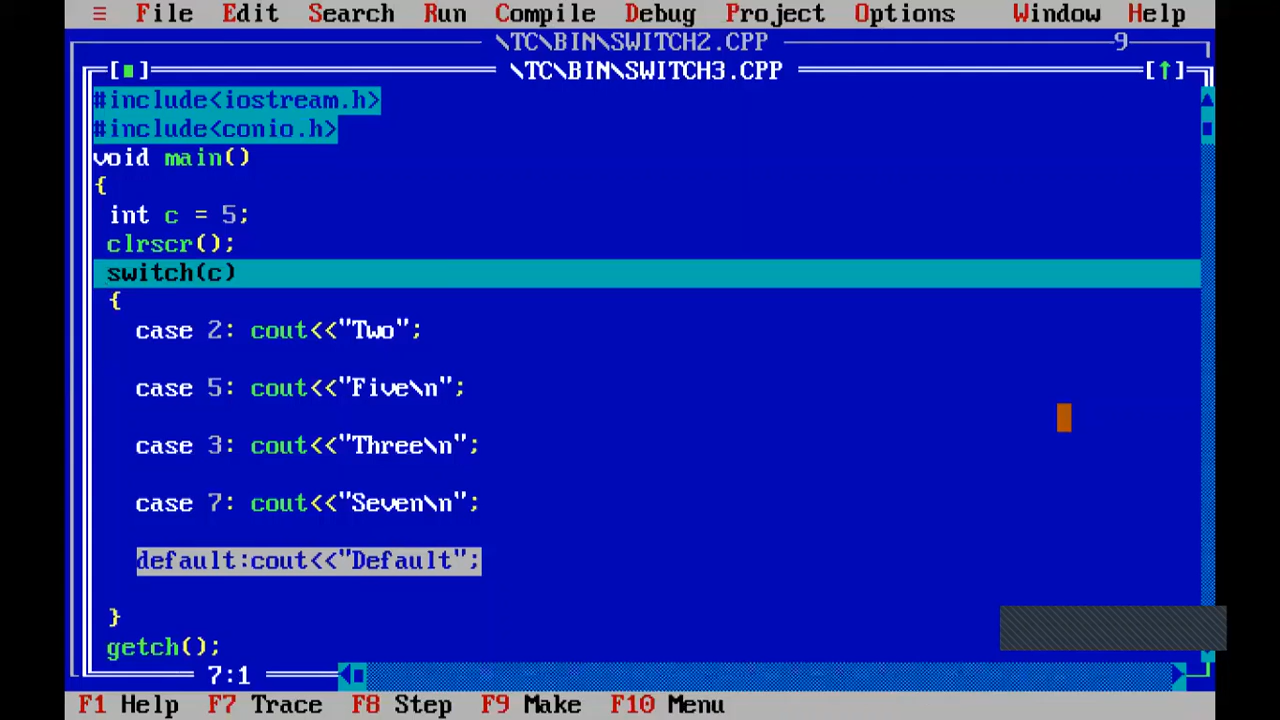 ≡ File Edit Search Run Compile Debug Project Options Window Help
\TC\BIN\SWITCH2.CPP 9
[■] \TC\BIN\SWITCH3.CPP [↑]
#include<iostream.h>
#include<conio.h>
void main()
{
int c = 5;
clrscr();
switch(c)
{
case 2: cout<<"Two";
case 5: cout<<"Five\n";
case 3: cout<<"Three\n";
case 7: cout<<"Seven\n";
default:cout<<"Default";
}
getch();
7:1
F1 Help F7 Trace F8 Step F9 Make F10 Menu